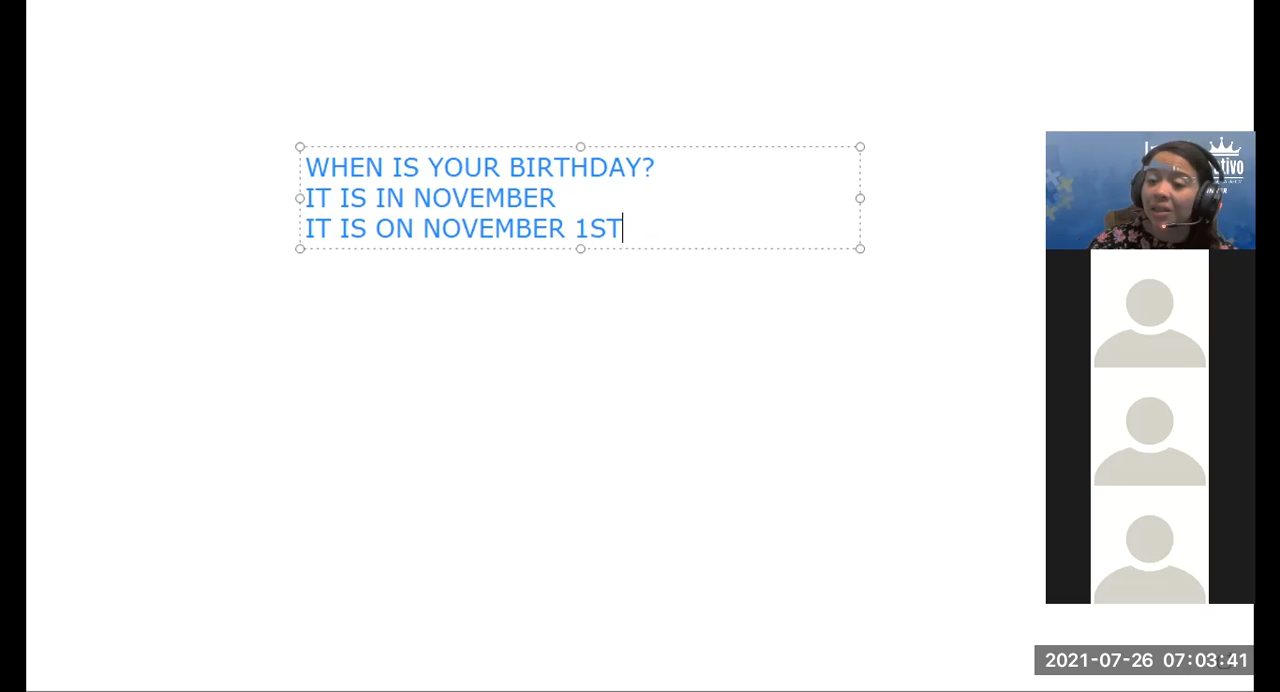 WHEN IS YOUR BIRTHDAY?
IT IS IN NOVEMBER
IT IS ON NOVEMBER 1ST
2021-07-26 07:03:41